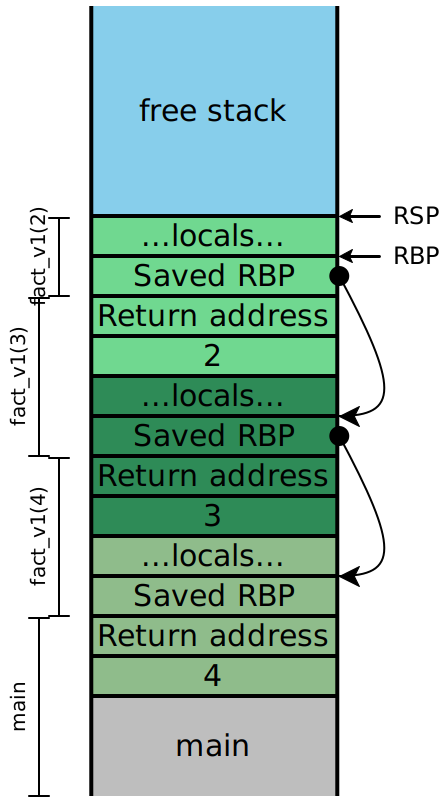 free stack
RSP
...locals...
RBP
Saved RBP
Return address
2
...locals...
Saved RBP
Return address
3
...locals...
Saved RBP
Return address
4
main
fact_v1(2)
fact_v1(3)
fact_v1(4)
main